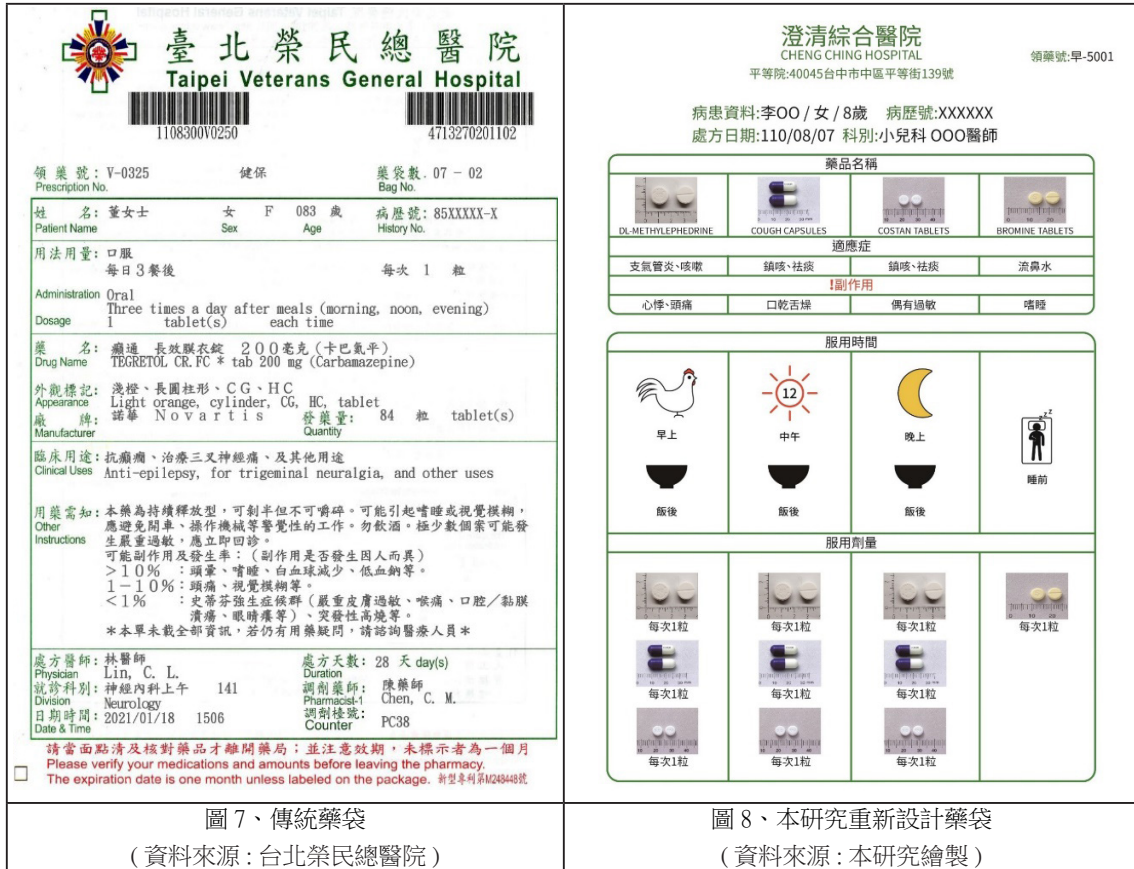 臺北榮民總醫院
Taipei Veterans General Hospital
1108300V0250
4713270201102
領藥號: V-0325 健保 藥袋數. 07 - 02
Prescription No. Bag No.
姓名: 董女士 女 F 083 歲 病歷號: 85XXXXX-X
Patient Name Sex Age History No.
用法用量: 口服
每日3餐後 每次 1 粒
Administration Oral
Three times a day after meals (morning, noon, evening)
Dosage 1 tablet(s) each time
藥名: 癲通 長效膜衣錠 200毫克(卡巴氮平)
Drug Name TEGRETOL CR.FC * tab 200 mg (Carbamazepine)
外觀標記: 淺橙、長圓柱形、CG、HC
Appearance Light orange, cylinder, CG, HC, tablet
廠牌: 諾華 Novartis 發藥量: 84 粒 tablet(s)
Manufacturer Quantity
臨床用途: 抗癲癇、治療三叉神經痛、及其他用途
Clinical Uses Anti-epilepsy, for trigeminal neuralgia, and other uses
用藥需知: 本藥為持續釋放型,可剝半但不可嚼碎。可能引起嗜睡或視覺模糊,
Other 應避免開車、操作機械等警覺性的工作。勿飲酒。極少數個案可能發
Instructions 生嚴重過敏,應立即回診。
可能副作用及發生率:(副作用是否發生因人而異)
>10% :頭暈、嗜睡、白血球減少、低血鈉等。
1-10%:頭痛、視覺模糊等。
<1% :史蒂芬強生症候群(嚴重皮膚過敏、喉痛、口腔/黏膜
潰瘍、眼睛癢等)、突發性高燒等。
*本單未載全部資訊,若仍有用藥疑問,請諮詢醫療人員*
處方醫師: 林醫師 處方天數: 28 天 day(s)
Physician Lin, C. L. Duration
就診科別: 神經內科上午 141 調劑藥師: 陳藥師
Division Neurology Pharmacist-1 Chen, C. M.
日期時間: 2021/01/18 1506 調劑檯號: PC38
Date & Time Counter
請當面點清及核對藥品才離開藥局;並注意效期,未標示者為一個月
Please verify your medications and amounts before leaving the pharmacy.
The expiration date is one month unless labeled on the package. 新型專利第M248448號
圖 7、傳統藥袋
( 資料來源 : 台北榮民總醫院 )
澄清綜合醫院
CHENG CHING HOSPITAL
領藥號:早-5001
平等院:40045台中市中區平等街139號
病患資料:李OO / 女 / 8歲 病歷號:XXXXXX
處方日期:110/08/07 科別:小兒科 OOO醫師
藥品名稱
DL-METHYLEPHEDRINE COUGH CAPSULES COSTAN TABLETS BROMINE TABLETS
適應症
支氣管炎、咳嗽 鎮咳、祛痰 鎮咳、祛痰 流鼻水
!副作用
心悸、頭痛 口乾舌燥 偶有過敏 嗜睡
服用時間
12
z z z
早上 中午 晚上
睡前
飯後 飯後 飯後
服用劑量
每次1粒 每次1粒 每次1粒 每次1粒
每次1粒 每次1粒 每次1粒
每次1粒 每次1粒 每次1粒
圖 8、本研究重新設計藥袋
( 資料來源 : 本研究繪製 )